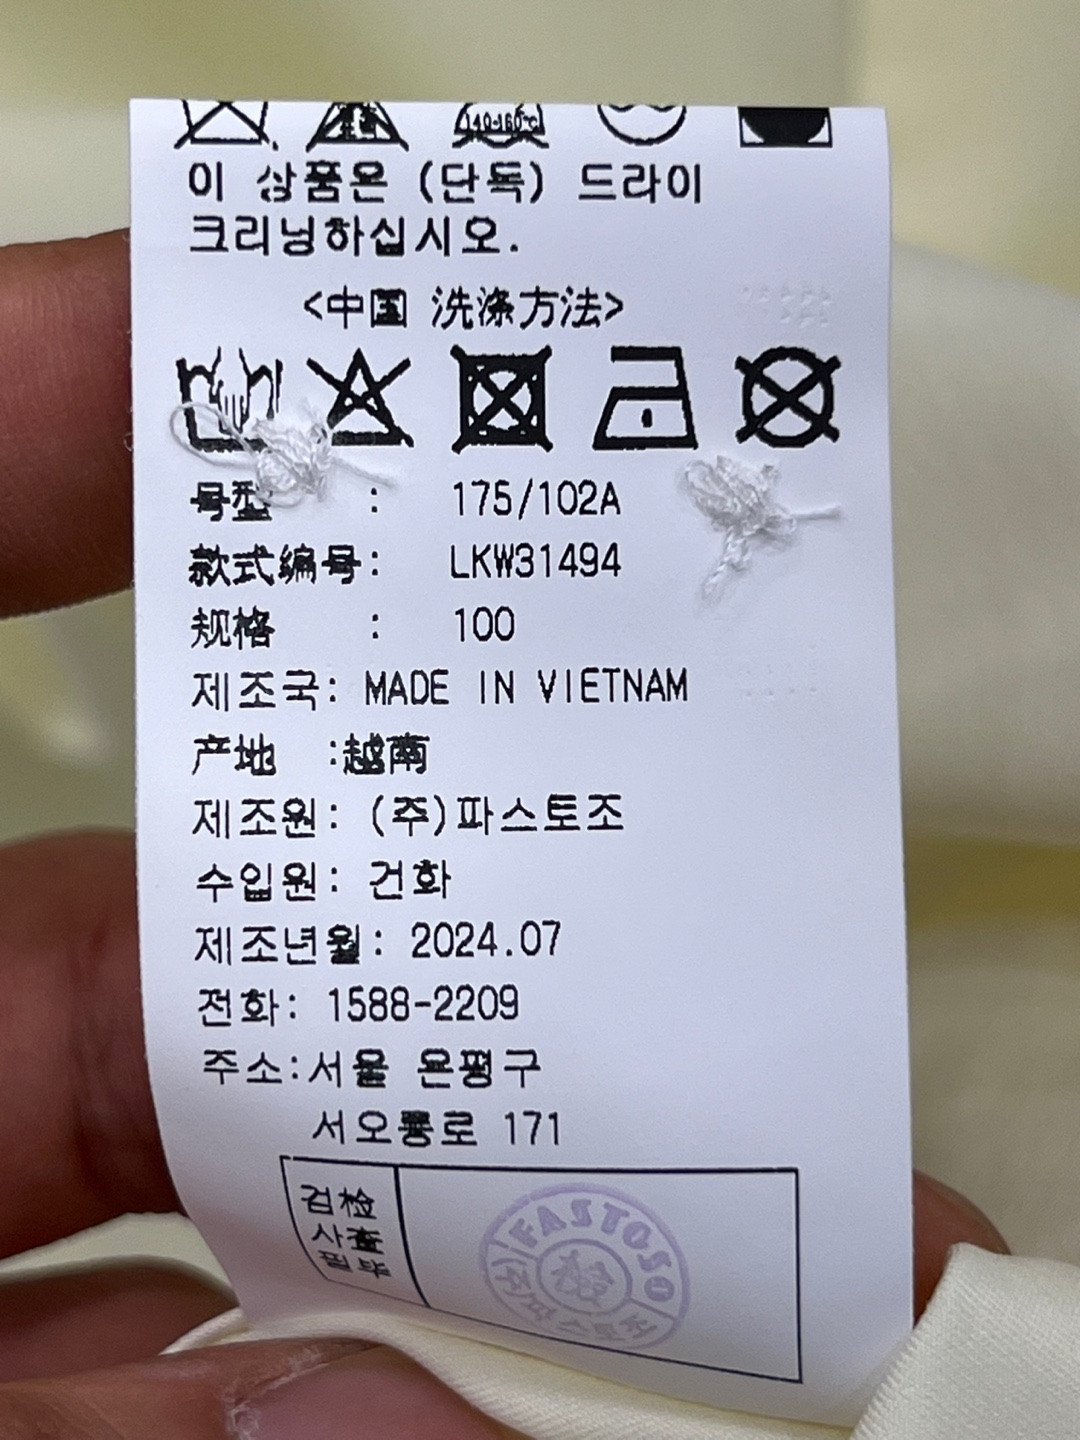 140-160℃
이 상품은 (단독) 드라이
크리닝하십시오.
<中国 洗涤方法>
号型 : 175/102A
款式编号: LKW31494
规格 : 100
제조국: MADE IN VIETNAM
产地 :越南
제조원: (주)파스토조
수입원: 건화
제조년월: 2024.07
전화: 1588-2209
주소:서울 은평구
서오릉로 171
검检
사查
필
FASTOSO